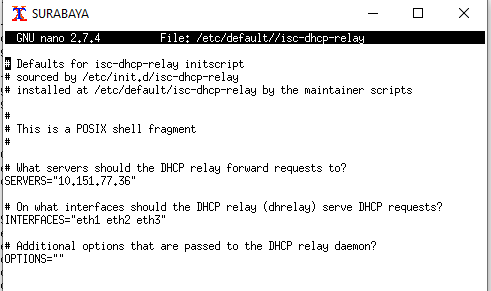 SURABAYA
GNU nano 2.7.4 File: /etc/default//isc-dhcp-relay
# Defaults for isc-dhcp-relay initscript
# sourced by /etc/init.d/isc-dhcp-relay
# installed at /etc/default/isc-dhcp-relay by the maintainer scripts
#
# This is a POSIX shell fragment
#
# What servers should the DHCP relay forward requests to?
SERVERS="10.151.77.36"
# On what interfaces should the DHCP relay (dhrelay) serve DHCP requests?
INTERFACES="eth1 eth2 eth3"
# Additional options that are passed to the DHCP relay daemon?
OPTIONS=""